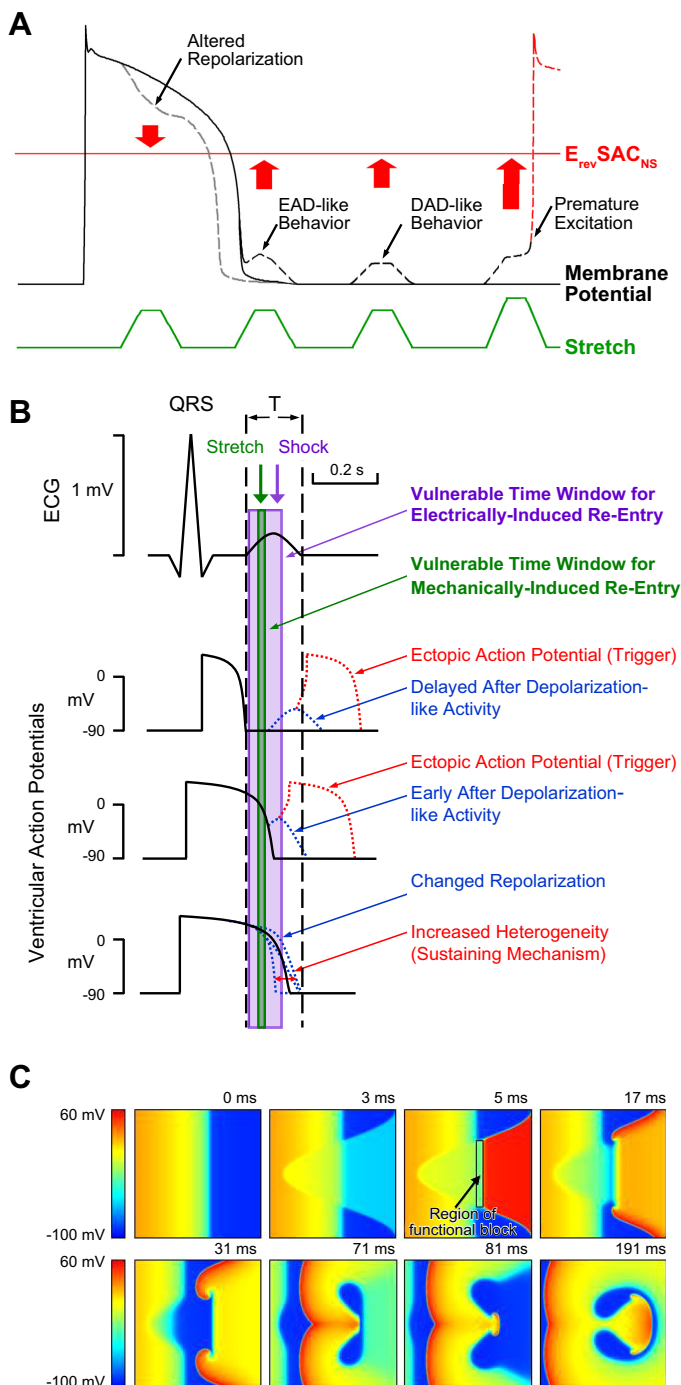 A
Altered
Repolarization
ErevSACNS
EAD-like
Behavior
DAD-like
Behavior
Premature
Excitation
Membrane
Potential
Stretch
B
QRS
T
Stretch
Shock
0.2 s
1 mV
ECG
Vulnerable Time Window for
Electrically-Induced Re-Entry
Vulnerable Time Window for
Mechanically-Induced Re-Entry
Ventricular Action Potentials
0
mV
-90
Ectopic Action Potential (Trigger)
Delayed After Depolarization-
like Activity
0
mV
-90
Ectopic Action Potential (Trigger)
Early After Depolarization-
like Activity
0
mV
-90
Changed Repolarization
Increased Heterogeneity
(Sustaining Mechanism)
C
0 ms
3 ms
5 ms
17 ms
60 mV
-100 mV
Region of
functional block
31 ms
71 ms
81 ms
191 ms
60 mV
-100 mV